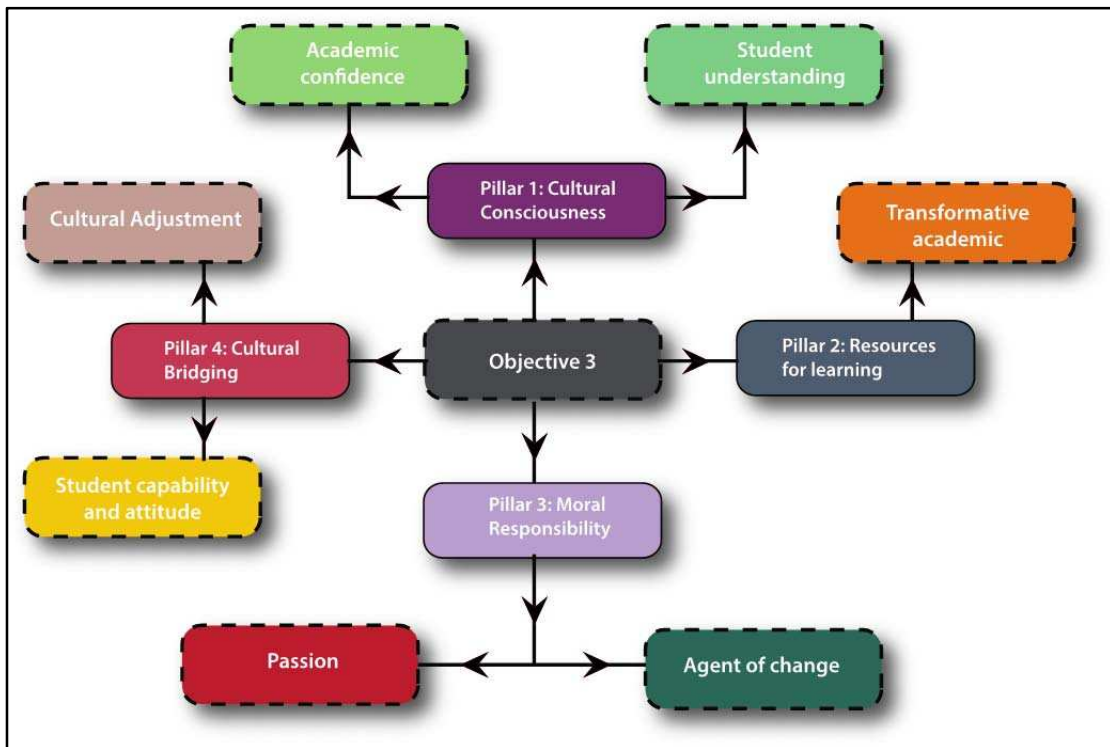 Academic
confidence
Student
understanding
Pillar 1: Cultural
Consciousness
Cultural Adjustment
Transformative
academic
Pillar 4: Cultural
Bridging
Objective 3
Pillar 2: Resources
for learning
Student capability
and attitude
Pillar 3: Moral
Responsibility
Passion
Agent of change